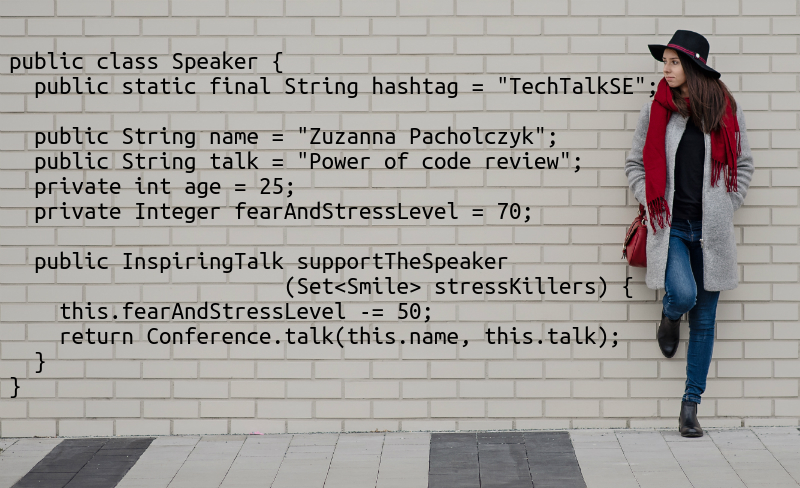 public class Speaker {
public static final String hashtag = "TechTalkSE";
public String name = "Zuzanna Pacholczyk";
public String talk = "Power of code review";
private int age = 25;
private Integer fearAndStressLevel = 70;
public InspiringTalk supportTheSpeaker
(Set<Smile> stressKillers) {
this.fearAndStressLevel -= 50;
return Conference.talk(this.name, this.talk);
}
}